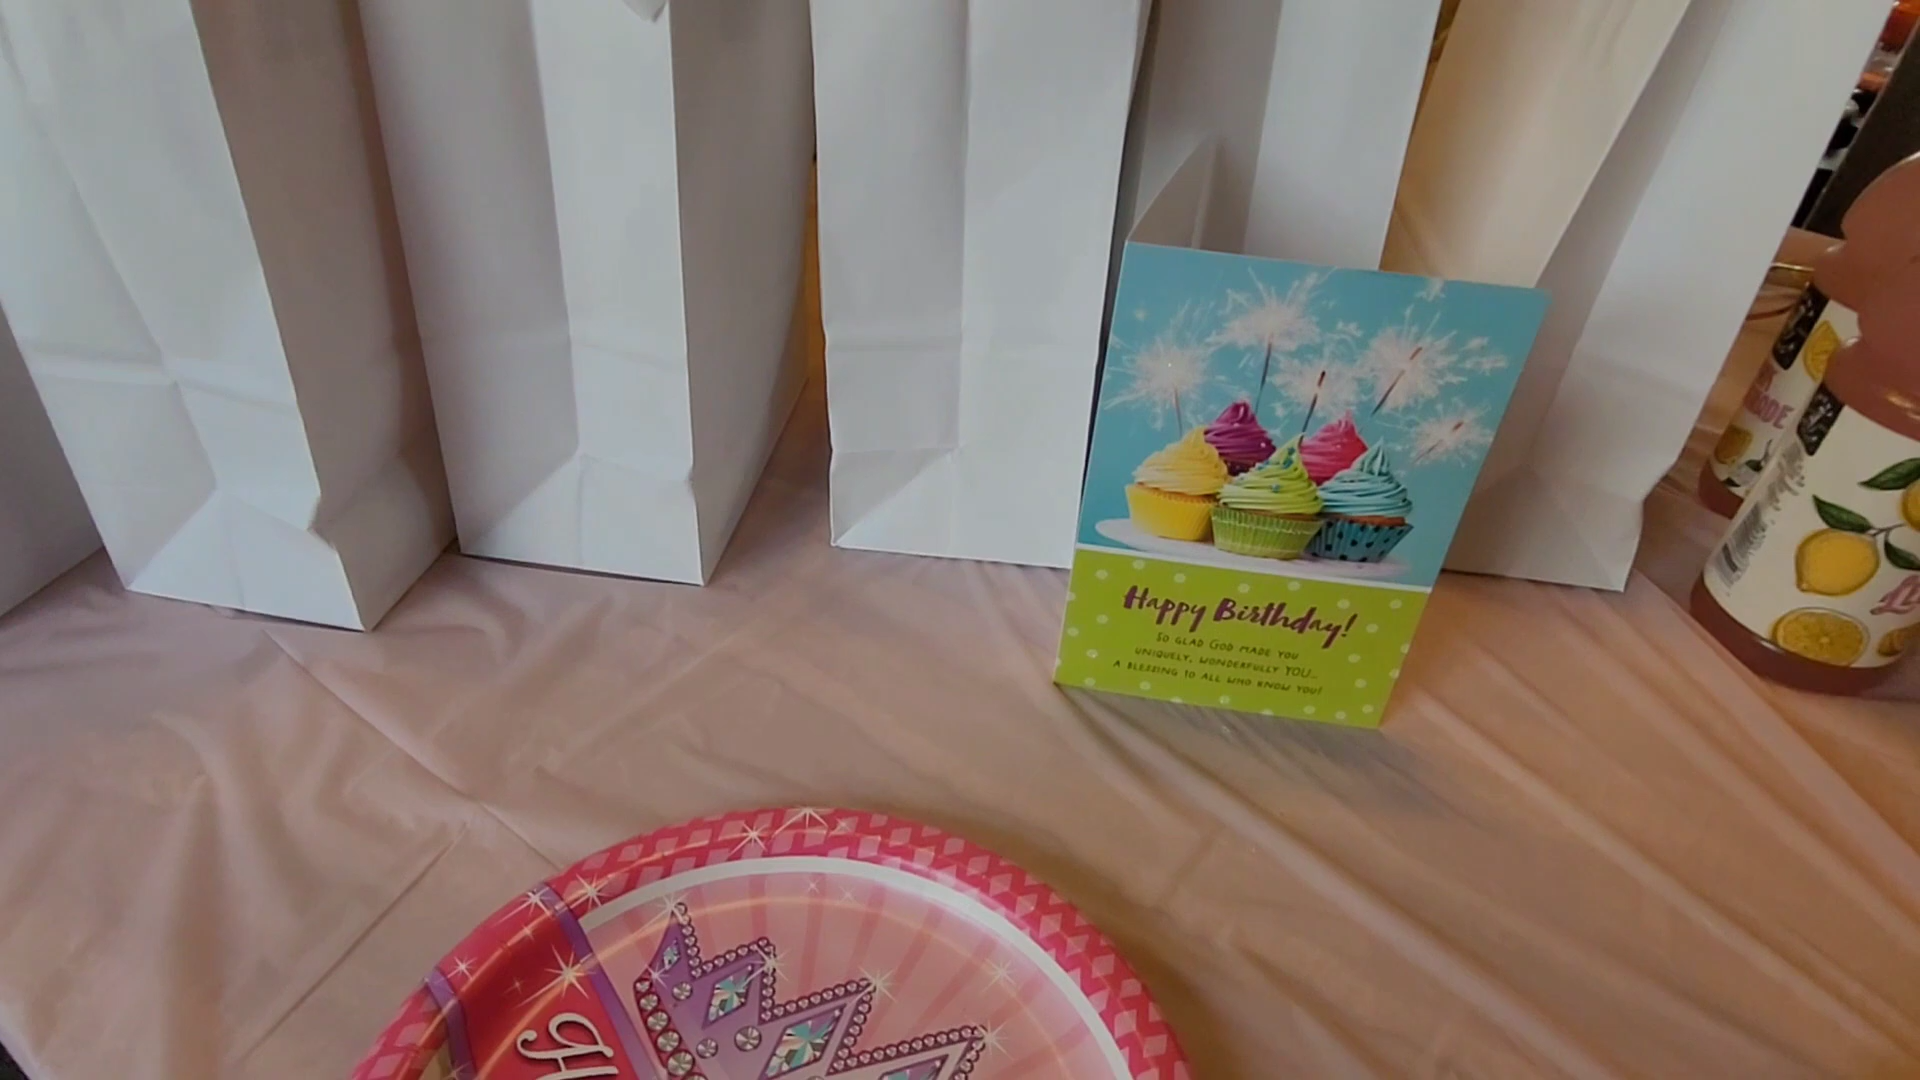 Happy Birthday!
SO GLAD GOD MADE YOU
UNIQUELY, WONDERFULLY YOU...
A BLESSING TO ALL WHO KNOW YOU!
H